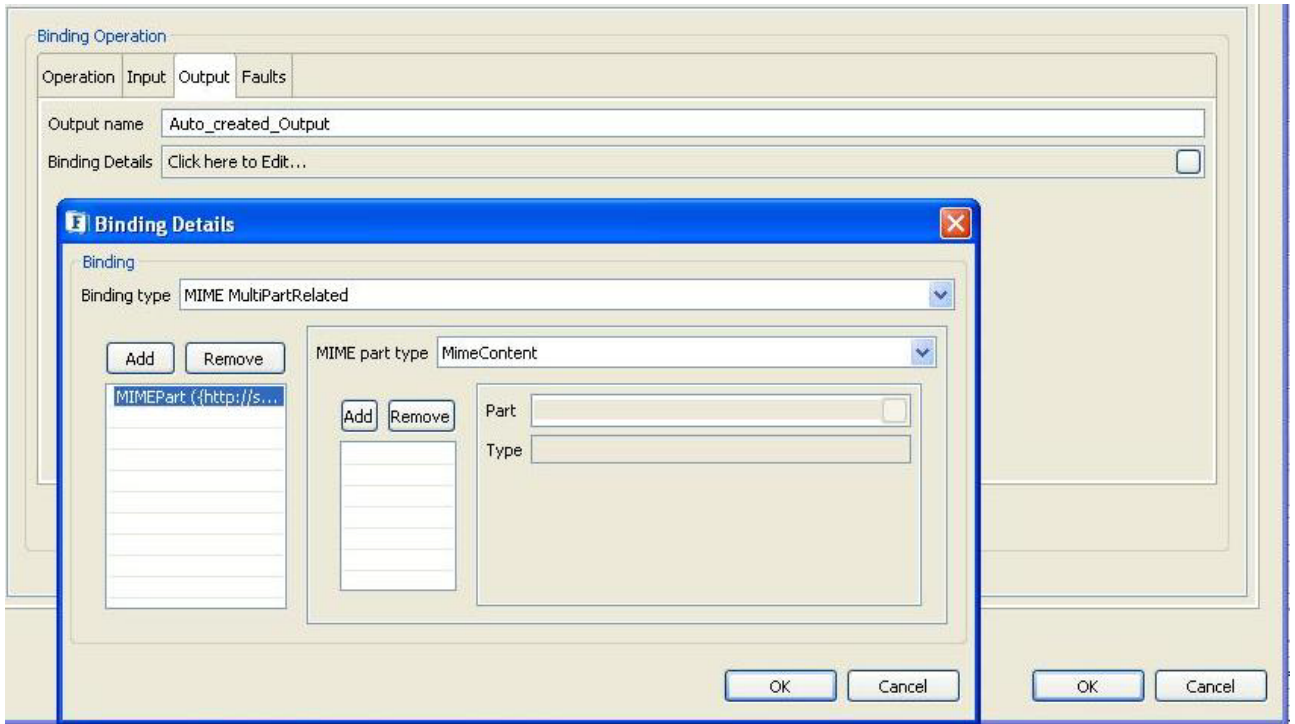 Binding Operation
Operation Input Output Faults
Output name Auto_created_Output
Binding Details Click here to Edit...
Binding Details
Binding
Binding type MIME MultiPartRelated
Add Remove
MIME part type MimeContent
MIMEPart ({http://s...
Add Remove
Part
Type
OK Cancel
OK Cancel